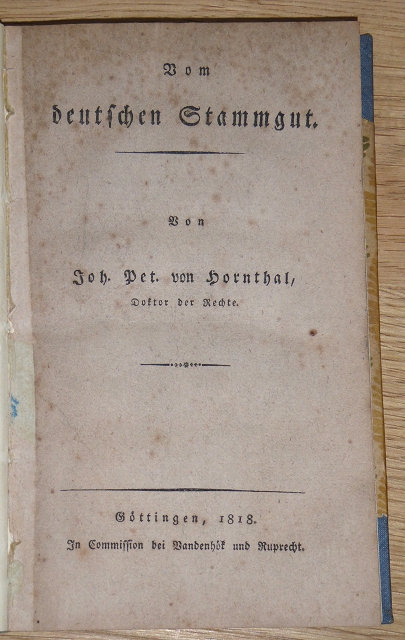 Vom
deutschen Stammgut.
Von
Joh. Pet. von Hornthal,
Doktor der Rechte.
Göttingen, 1818.
In Commission bei Vandenhök und Ruprecht.